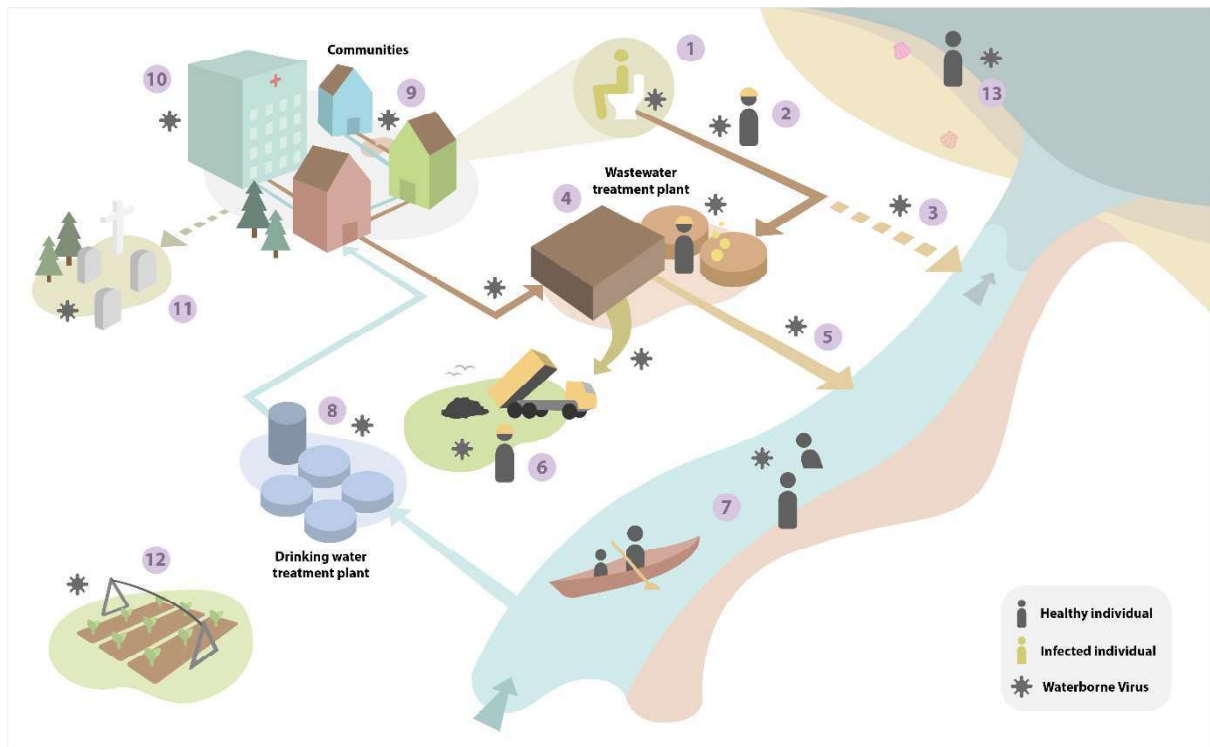 Communities
1
10
9
2
13
Wastewater
treatment plant
4
3
11
5
8
6
7
Drinking water
treatment plant
12
Healthy individual
Infected individual
Waterborne Virus